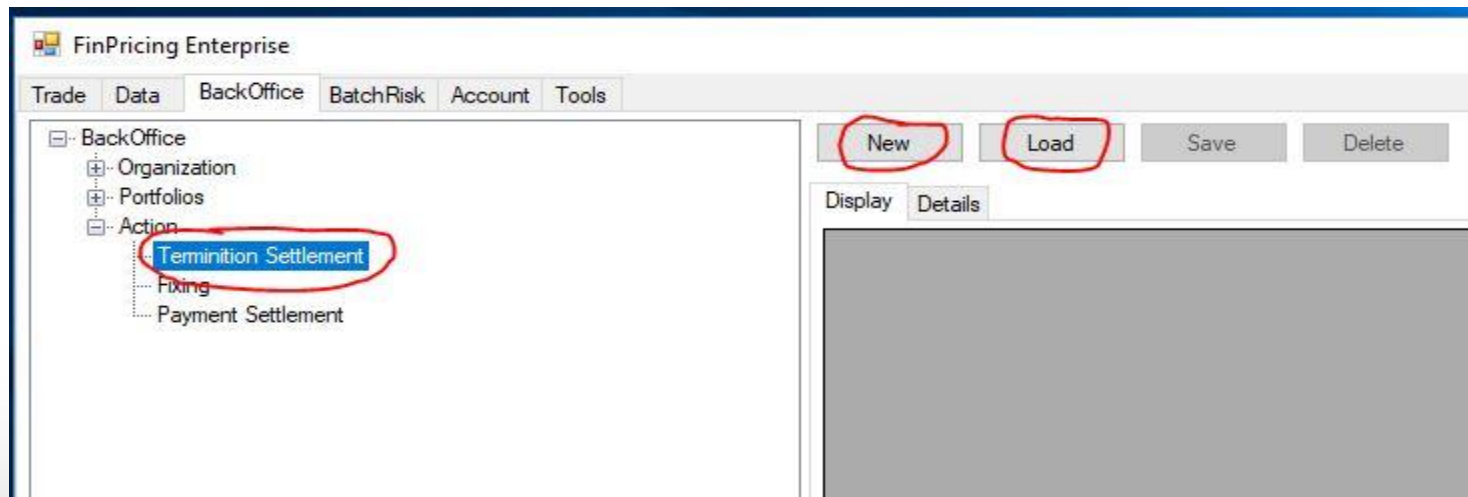 FinPricing Enterprise
Trade Data BackOffice BatchRisk Account Tools
BackOffice
Organization
Portfolios
Action
Terminition Settlement
Fixing
Payment Settlement
New Load Save Delete
Display Details